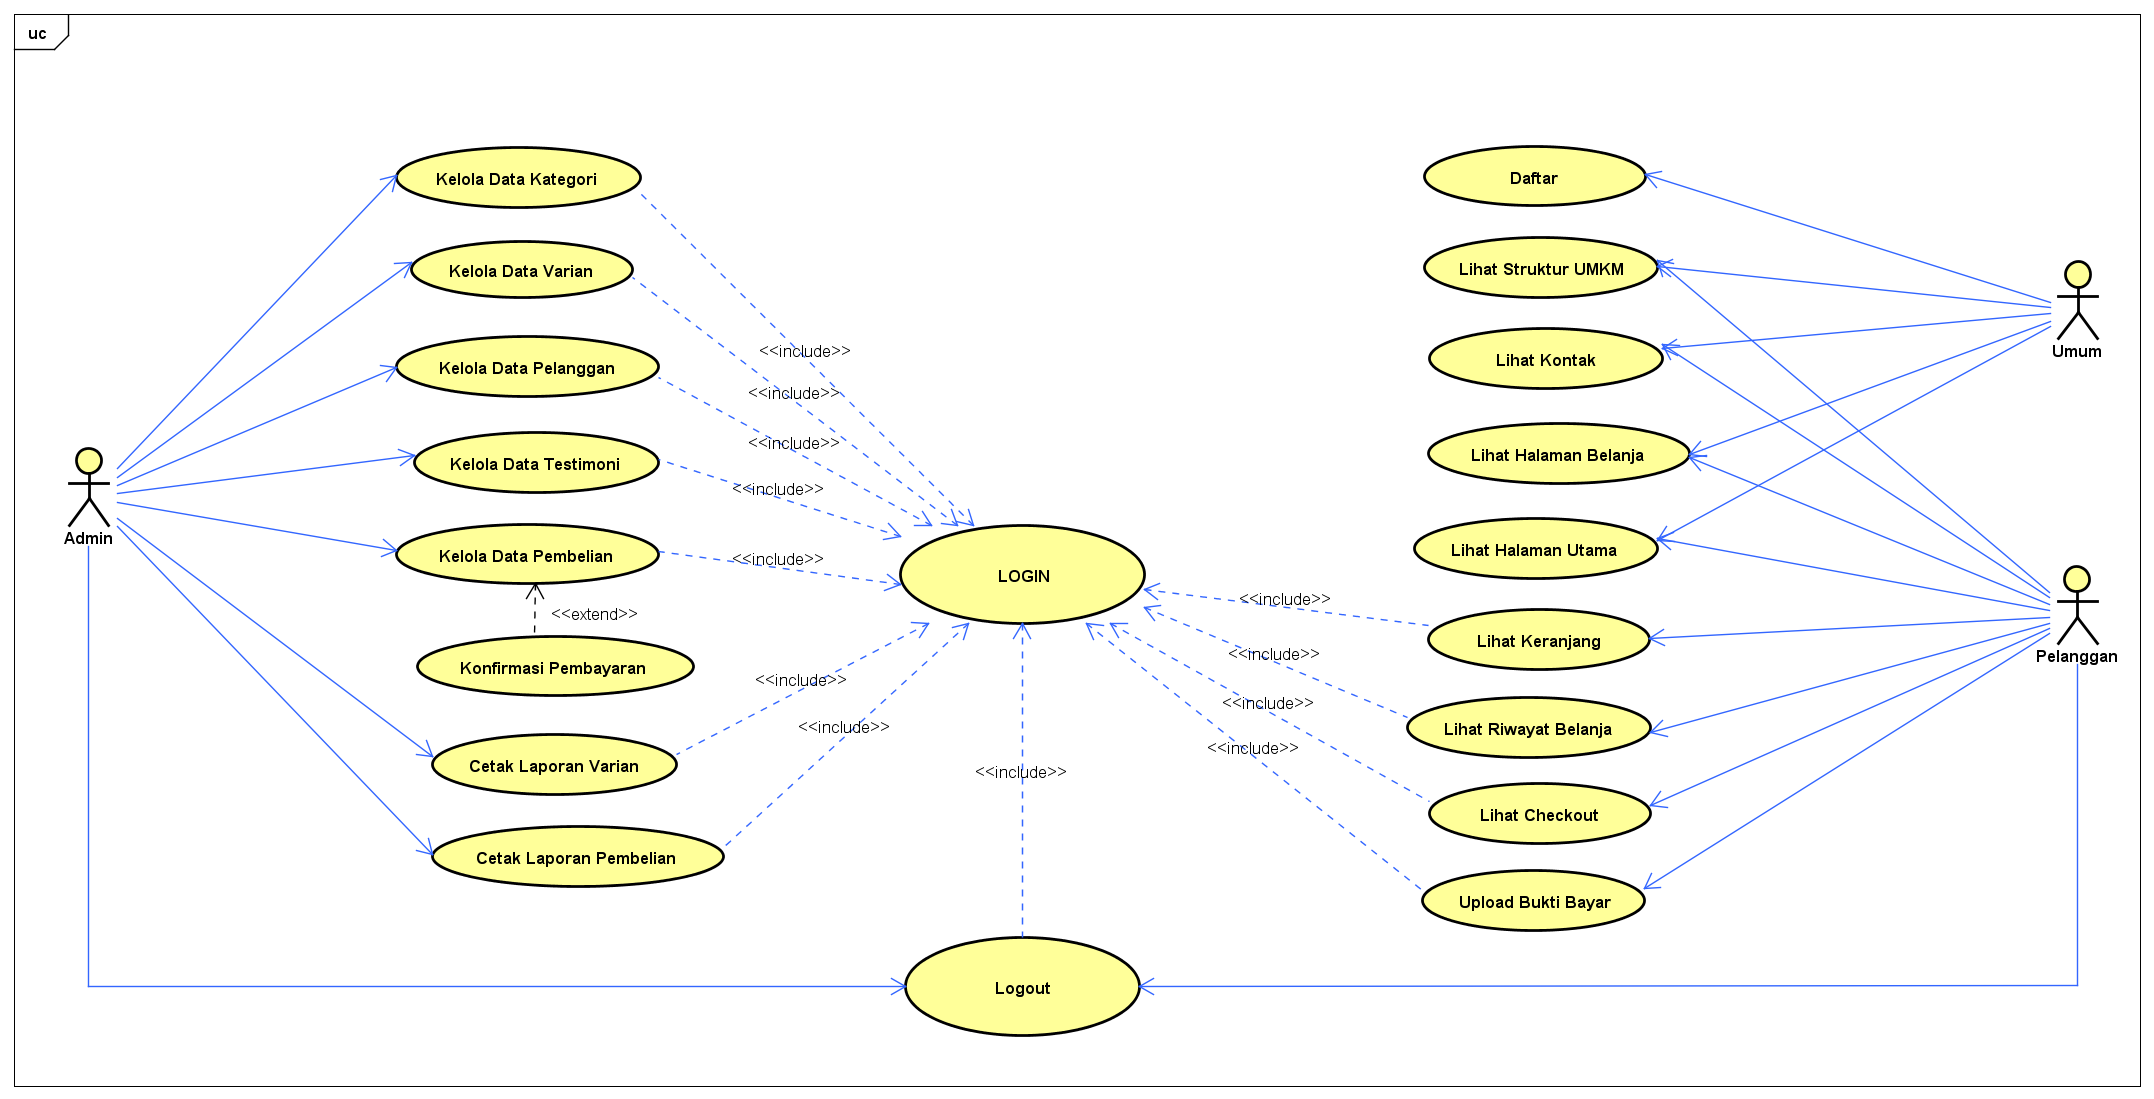 uc
Kelola Data Kategori
Kelola Data Varian
Kelola Data Pelanggan
Kelola Data Testimoni
Kelola Data Pembelian
<<extend>>
Konfirmasi Pembayaran
Cetak Laporan Varian
Cetak Laporan Pembelian
Admin
<<include>>
<<include>>
<<include>>
<<include>>
<<include>>
<<include>>
<<include>>
LOGIN
<<include>>
Logout
<<include>>
<<include>>
<<include>>
<<include>>
Daftar
Lihat Struktur UMKM
Lihat Kontak
Lihat Halaman Belanja
Lihat Halaman Utama
Lihat Keranjang
Lihat Riwayat Belanja
Lihat Checkout
Upload Bukti Bayar
Umum
Pelanggan